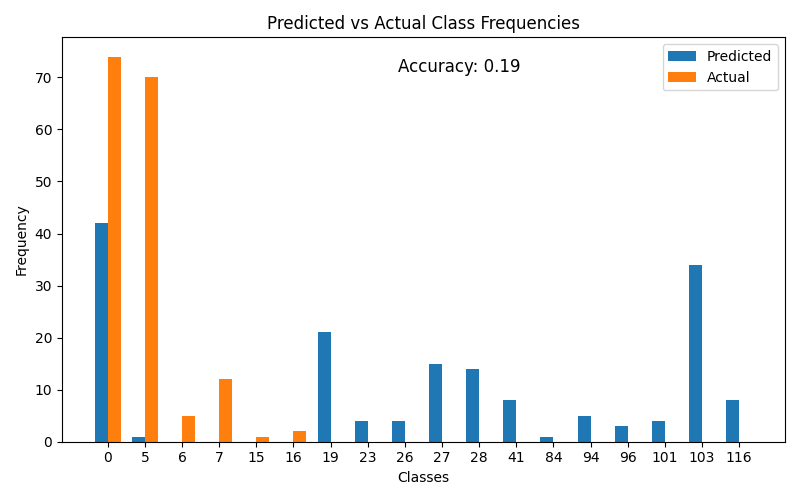 Predicted vs Actual Class Frequencies
Accuracy: 0.19
Predicted
Actual
Frequency
70
60
50
40
30
20
10
0
0 5 6 7 15 16 19 23 26 27 28 41 84 94 96 101 103 116
Classes